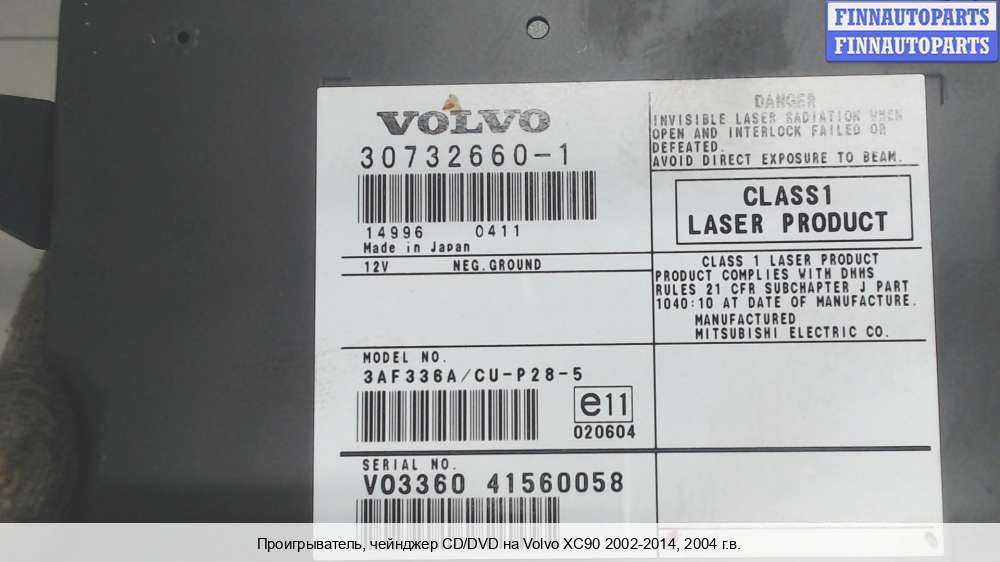 FINNAUTOPARTS
FINNAUTOPARTS
VOLVO
30732660-1
14996 0411
Made in Japan
12V NEG. GROUND
MODEL NO.
3AF336A/CU-P28-5
e11
020604
SERIAL NO.
VO3360 41560058
DANGER
INVISIBLE LASER RADIATION WHEN
OPEN AND INTERLOCK FAILED OR
DEFEATED.
AVOID DIRECT EXPOSURE TO BEAM.
CLASS1
LASER PRODUCT
CLASS 1 LASER PRODUCT
PRODUCT COMPLIES WITH DHHS
RULES 21 CFR SUBCHAPTER J PART
1040:10 AT DATE OF MANUFACTURE.
MANUFACTURED
MITSUBISHI ELECTRIC CO.
Проигрыватель, чейнджер CD/DVD на Volvo XC90 2002-2014, 2004 г.в.